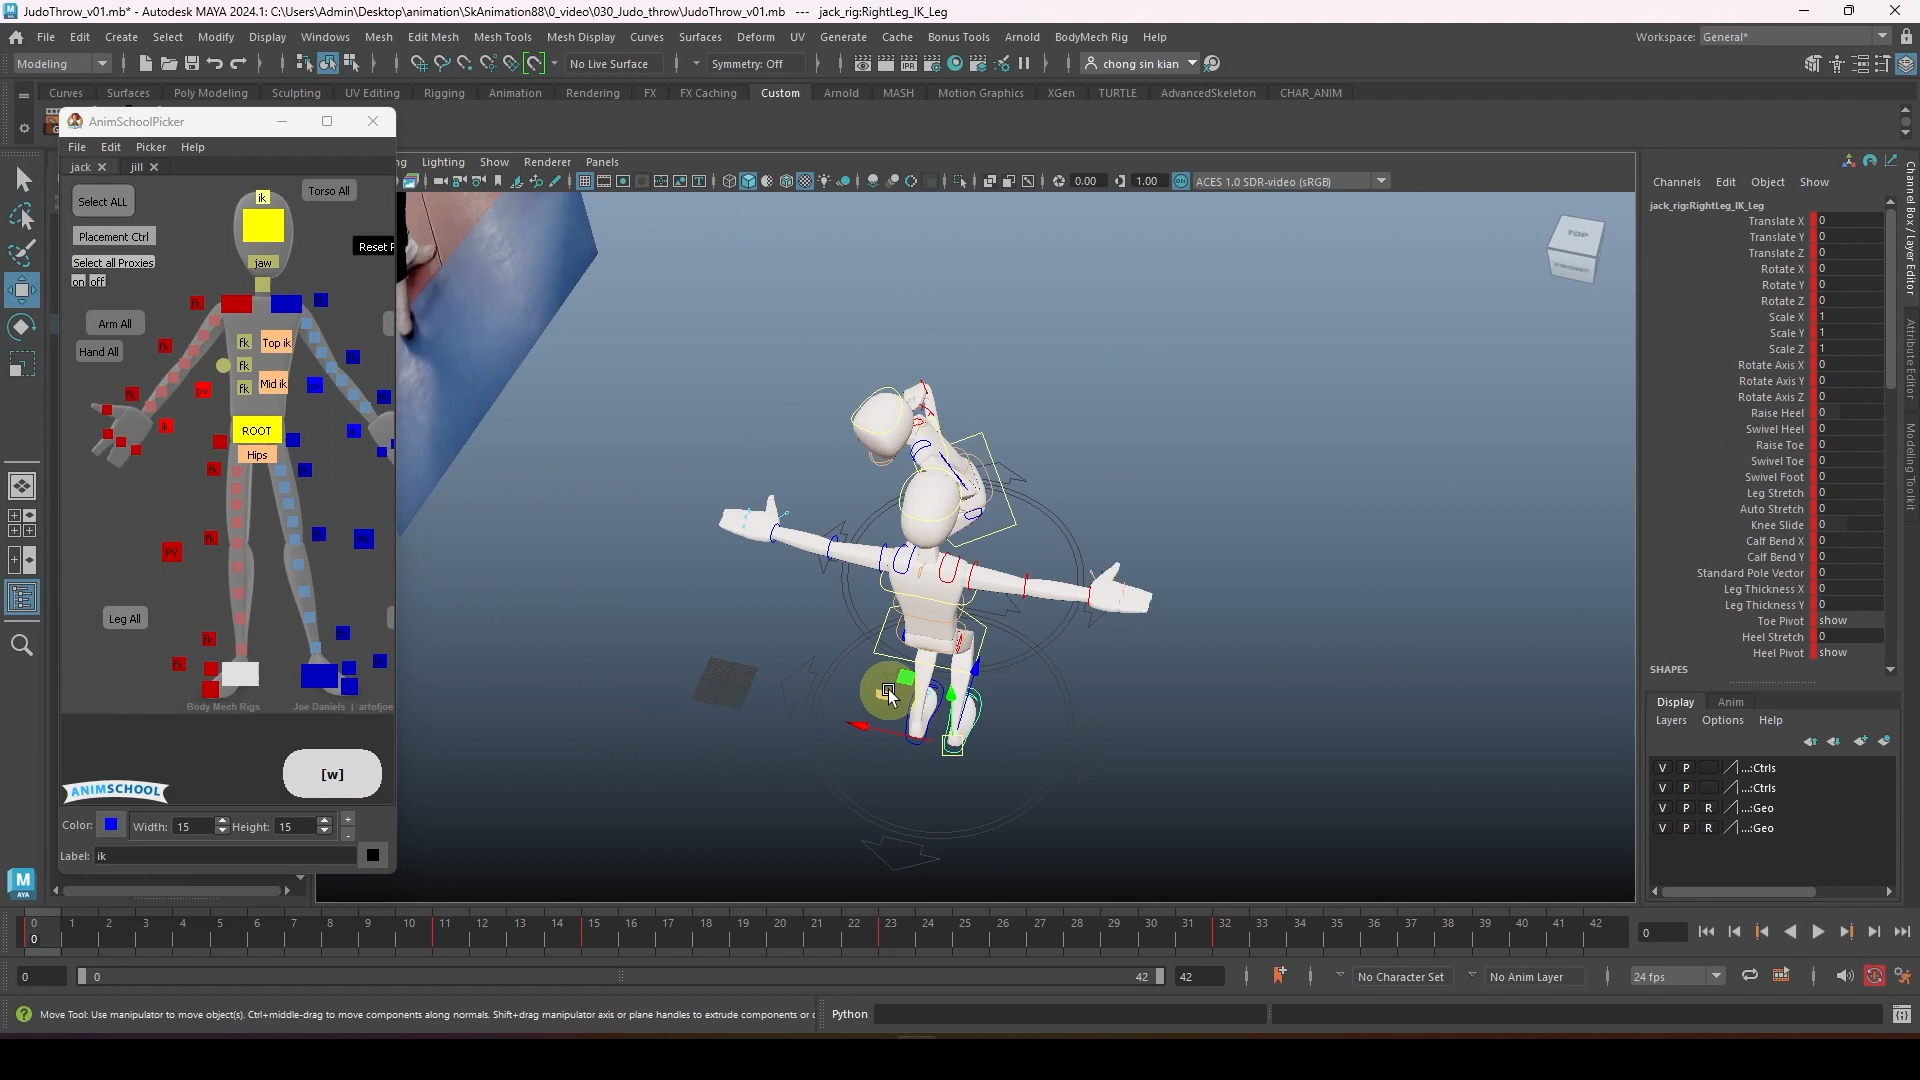 JudoThrow_v01.mb* - Autodesk MAYA 2024.1: C:\Users\Admin\Desktop\animation\SkAnimation88\0_video\030_Judo_throw\JudoThrow_v01.mb --- jack_rig:RightLeg_IK_Leg
File Edit Create Select Modify Display Windows Mesh Edit Mesh Mesh Tools Mesh Display Curves Surfaces Deform UV Generate Cache Bonus Tools Arnold BodyMech Rig Help Workspace: General*
Modeling No Live Surface Symmetry: Off chong sin kian
Curves Surfaces Poly Modeling Sculpting UV Editing Rigging Animation Rendering FX FX Caching Custom Arnold MASH Motion Graphics XGen TURTLE AdvancedSkeleton CHAR_ANIM
AnimSchoolPicker
File Edit Picker Help
jack jill
Select ALL
Placement Ctrl
Select all Proxies
on off
ik
Torso All
jaw
Arm All
Hand All
fk Top ik
fk
fk Mid ik
pv
ik
ROOT
Hips
pv
Leg All
Body Mech Rigs Joe Daniels | artofjoe
[w]
ANIMSCHOOL
Color: Width: 15 Height: 15 + -
Label: ik
Lighting Show Renderer Panels
0.00 1.00 ACES 1.0 SDR-video (sRGB)
TOP
FRONT
Channels Edit Object Show
jack_rig:RightLeg_IK_Leg
Translate X 0
Translate Y 0
Translate Z 0
Rotate X 0
Rotate Y 0
Rotate Z 0
Scale X 1
Scale Y 1
Scale Z 1
Rotate Axis X 0
Rotate Axis Y 0
Rotate Axis Z 0
Raise Heel 0
Swivel Heel 0
Raise Toe 0
Swivel Toe 0
Swivel Foot 0
Leg Stretch 0
Auto Stretch 0
Knee Slide 0
Calf Bend X 0
Calf Bend Y 0
Standard Pole Vector 0
Leg Thickness X 0
Leg Thickness Y 0
Toe Pivot show
Heel Stretch 0
Heel Pivot show
SHAPES
Channel Box / Layer Editor
Attribute Editor
Modeling Toolkit
Display Anim
Layers Options Help
V P ...:Ctrls
V P ...:Ctrls
V P R ...:Geo
V P R ...:Geo
0 1 2 3 4 5 6 7 8 9 10 11 12 13 14 15 16 17 18 19 20 21 22 23 24 25 26 27 28 29 30 31 32 33 34 35 36 37 38 39 40 41 42
0
0
0 0 42 42 No Character Set No Anim Layer 24 fps
Move Tool: Use manipulator to move object(s). Ctrl+middle-drag to move components along normals. Shift+drag manipulator axis or plane handles to extrude components or
Python
M
AYA